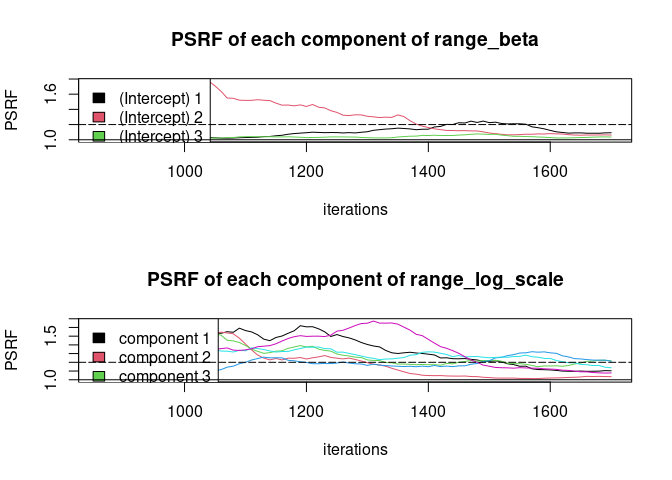 PSRF of each component of range_beta
PSRF
1.0
1.6
(Intercept) 1
(Intercept) 2
(Intercept) 3
1000
1200
1400
1600
iterations
PSRF of each component of range_log_scale
PSRF
1.0
1.5
component 1
component 2
component 3
1000
1200
1400
1600
iterations